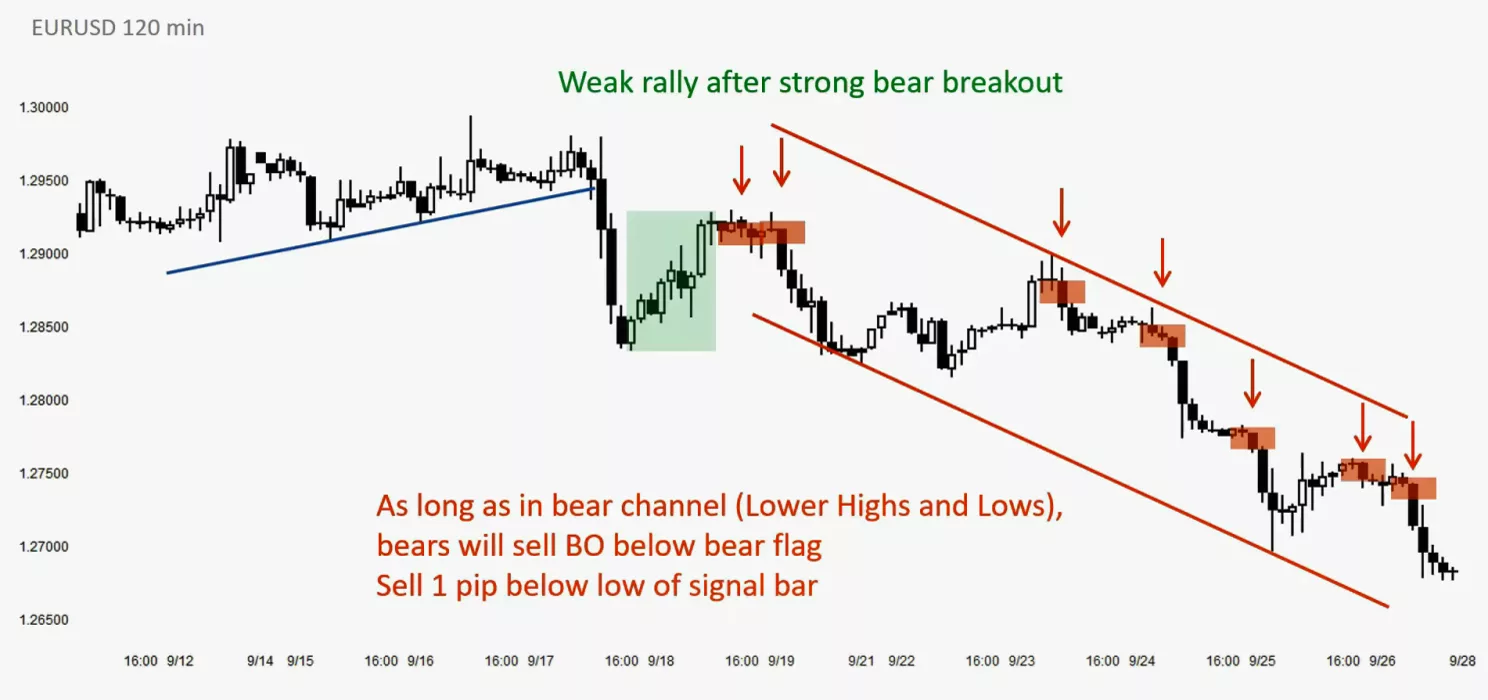 EURUSD 120 min
Weak rally after strong bear breakout
1.30000
1.29500
1.29000
1.28500
1.28000
1.27500
1.27000
1.26500
As long as in bear channel (Lower Highs and Lows),
bears will sell BO below bear flag
Sell 1 pip below low of signal bar
16:00 9/12 9/14 9/15 16:00 9/16 16:00 9/17 16:00 9/18 16:00 9/19 9/21 9/22 16:00 9/23 16:00 9/24 16:00 9/25 16:00 9/26 9/28